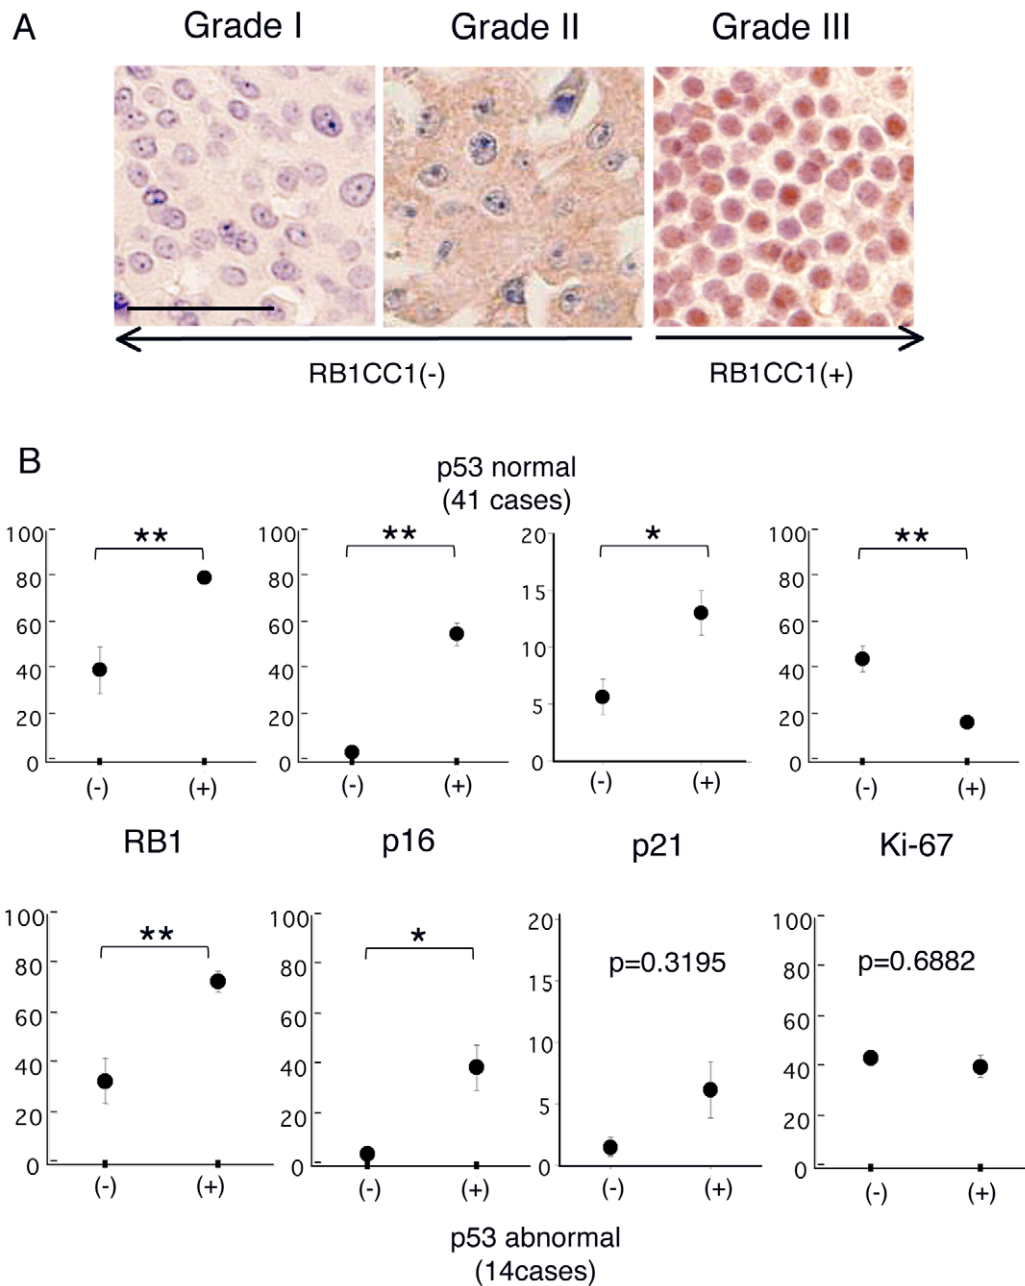 A
Grade I Grade II Grade III
RB1CC1(-) RB1CC1(+)
B
p53 normal
(41 cases)
100 80 60 40 20 0 ** (-) (+)
100 80 60 40 20 0 ** (-) (+)
20 15 10 5 0 * (-) (+)
100 80 60 40 20 0 ** (-) (+)
RB1 p16 p21 Ki-67
100 80 60 40 20 0 ** (-) (+)
100 80 60 40 20 0 * (-) (+)
20 15 10 5 0 p=0.3195 (-) (+)
100 80 60 40 20 0 p=0.6882 (-) (+)
p53 abnormal
(14cases)